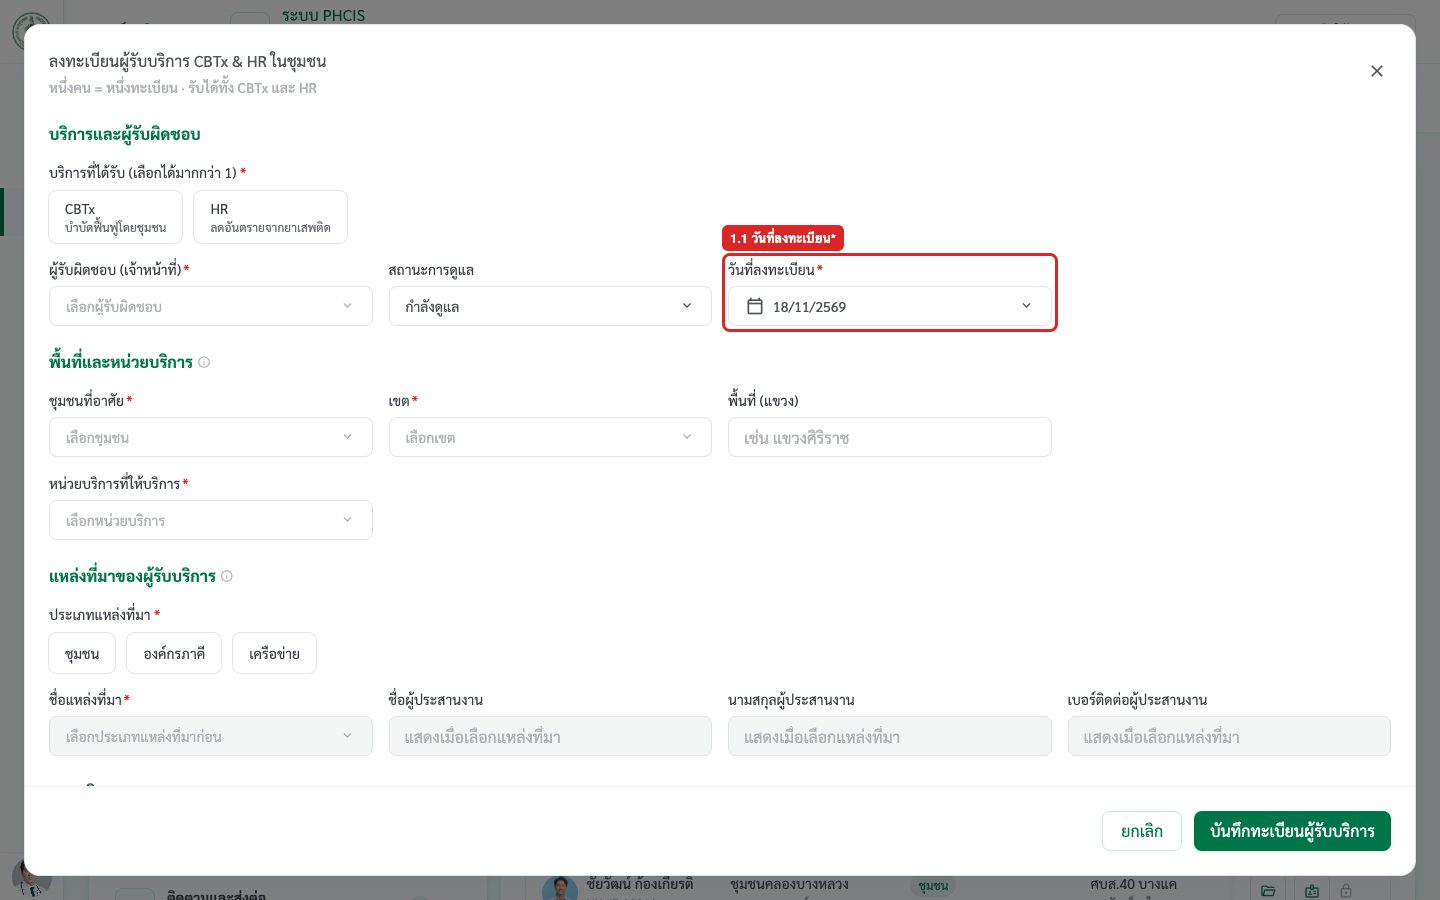 ระบบ PHCIS
ลงทะเบียนผู้รับบริการ CBTx & HR ในชุมชน
หนึ่งคน = หนึ่งทะเบียน · รับได้ทั้ง CBTx และ HR
บริการและผู้รับผิดชอบ
บริการที่ได้รับ (เลือกได้มากกว่า 1) *
CBTx
บำบัดฟื้นฟูโดยชุมชน
HR
ลดอันตรายจากยาเสพติด
1.1 วันที่ลงทะเบียน*
ผู้รับผิดชอบ (เจ้าหน้าที่) *
สถานะการดูแล
วันที่ลงทะเบียน *
เลือกผู้รับผิดชอบ
กำลังดูแล
18/11/2569
พื้นที่และหน่วยบริการ
ชุมชนที่อาศัย *
เขต *
พื้นที่ (แขวง)
เลือกชุมชน
เลือกเขต
เช่น แขวงศิริราช
หน่วยบริการที่ให้บริการ *
เลือกหน่วยบริการ
แหล่งที่มาของผู้รับบริการ
ประเภทแหล่งที่มา *
ชุมชน
องค์กรภาคี
เครือข่าย
ชื่อแหล่งที่มา *
ชื่อผู้ประสานงาน
นามสกุลผู้ประสานงาน
เบอร์ติดต่อผู้ประสานงาน
เลือกประเภทแหล่งที่มาก่อน
แสดงเมื่อเลือกแหล่งที่มา
แสดงเมื่อเลือกแหล่งที่มา
แสดงเมื่อเลือกแหล่งที่มา
ยกเลิก
บันทึกทะเบียนผู้รับบริการ
ติดตามและส่งต่อ
ชัยวัฒน์ ก้องเกียรติ
ชุมชนคลองบางหลวง
ชุมชน
ศบส.40 บางแค